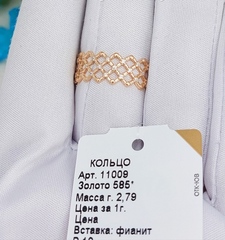 КОЛЬЦО
Арт. 11009
Золото 585*
Масса г. 2,79
Цена за 1г.
Цена
Вставка: фианит